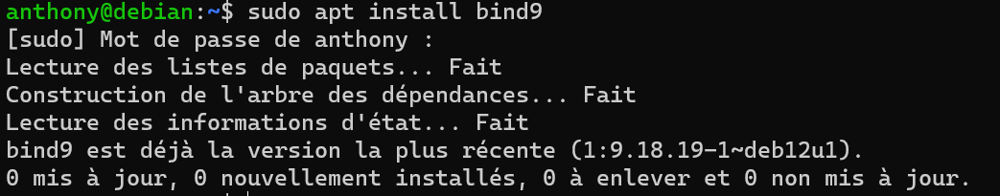 anthony@debian:~$ sudo apt install bind9
[sudo] Mot de passe de anthony :
Lecture des listes de paquets... Fait
Construction de l'arbre des dépendances... Fait
Lecture des informations d'état... Fait
bind9 est déjà la version la plus récente (1:9.18.19-1~deb12u1).
0 mis à jour, 0 nouvellement installés, 0 à enlever et 0 non mis à jour.